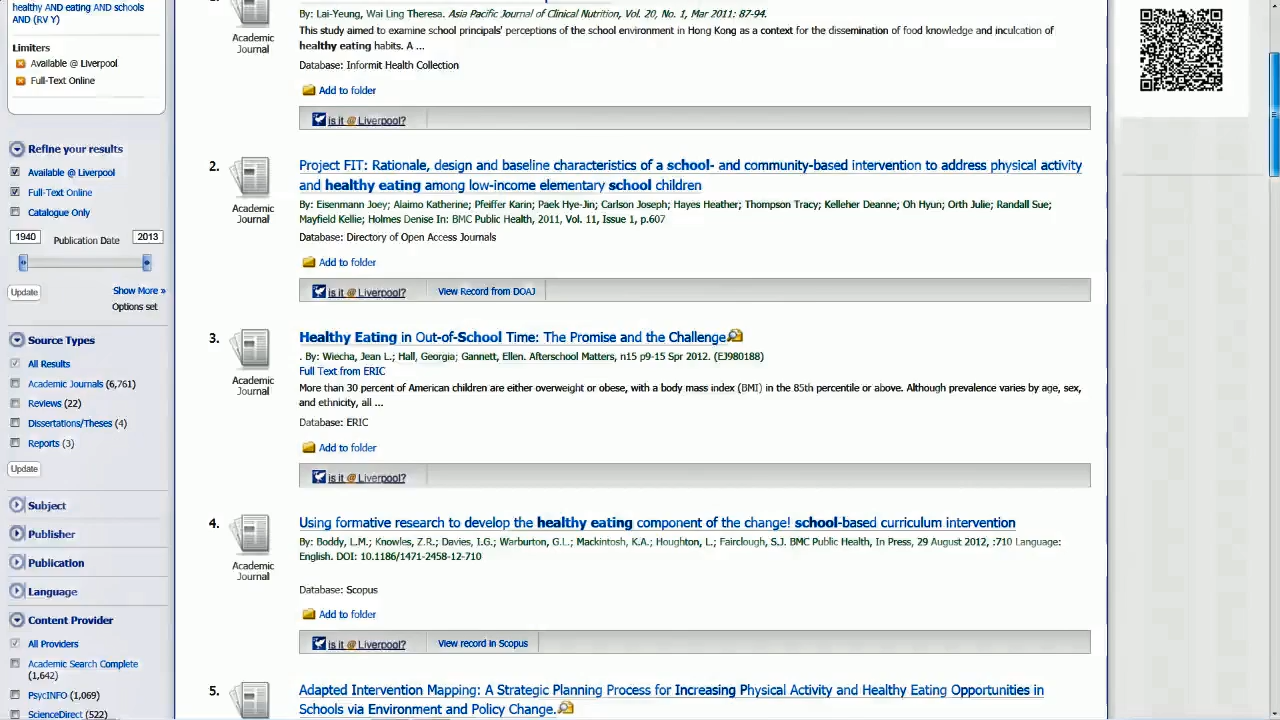 healthy AND eating AND schools
AND (RV Y)
Limiters
Available @ Liverpool
Full-Text Online
Refine your results
Available @ Liverpool
Full-Text Online
Catalogue Only
1940 Publication Date 2013
Show More »
Update
Options set
Source Types
All Results
Academic Journals (6,761)
Reviews (22)
Dissertations/Theses (4)
Reports (3)
Update
Subject
Publisher
Publication
Language
Content Provider
All Providers
Academic Search Complete
(1,642)
PsycINFO (1,069)
ScienceDirect (522)
Academic
Journal
By: Lai-Yeung, Wai Ling Theresa. Asia Pacific Journal of Clinical Nutrition, Vol. 20, No. 1, Mar 2011: 87-94.
This study aimed to examine school principals' perceptions of the school environment in Hong Kong as a context for the dissemination of food knowledge and inculcation of
healthy eating habits. A ...
Database: Informit Health Collection
Add to folder
is it @ Liverpool?
2.
Academic
Journal
Project FIT: Rationale, design and baseline characteristics of a school- and community-based intervention to address physical activity
and healthy eating among low-income elementary school children
By: Eisenmann Joey; Alaimo Katherine; Pfeiffer Karin; Paek Hye-Jin; Carlson Joseph; Hayes Heather; Thompson Tracy; Kelleher Deanne; Oh Hyun; Orth Julie; Randall Sue;
Mayfield Kellie; Holmes Denise In: BMC Public Health, 2011, Vol. 11, Issue 1, p.607
Database: Directory of Open Access Journals
Add to folder
is it @ Liverpool? View Record from DOAJ
3.
Academic
Journal
Healthy Eating in Out-of-School Time: The Promise and the Challenge
. By: Wiecha, Jean L.; Hall, Georgia; Gannett, Ellen. Afterschool Matters, n15 p9-15 Spr 2012. (EJ980188)
Full Text from ERIC
More than 30 percent of American children are either overweight or obese, with a body mass index (BMI) in the 85th percentile or above. Although prevalence varies by age, sex,
and ethnicity, all ...
Database: ERIC
Add to folder
is it @ Liverpool?
4.
Academic
Journal
Using formative research to develop the healthy eating component of the change! school-based curriculum intervention
By: Boddy, L.M.; Knowles, Z.R.; Davies, I.G.; Warburton, G.L.; Mackintosh, K.A.; Houghton, L.; Fairclough, S.J. BMC Public Health, In Press, 29 August 2012, :710 Language:
English. DOI: 10.1186/1471-2458-12-710
Database: Scopus
Add to folder
is it @ Liverpool? View record in Scopus
5.
Adapted Intervention Mapping: A Strategic Planning Process for Increasing Physical Activity and Healthy Eating Opportunities in
Schools via Environment and Policy Change.